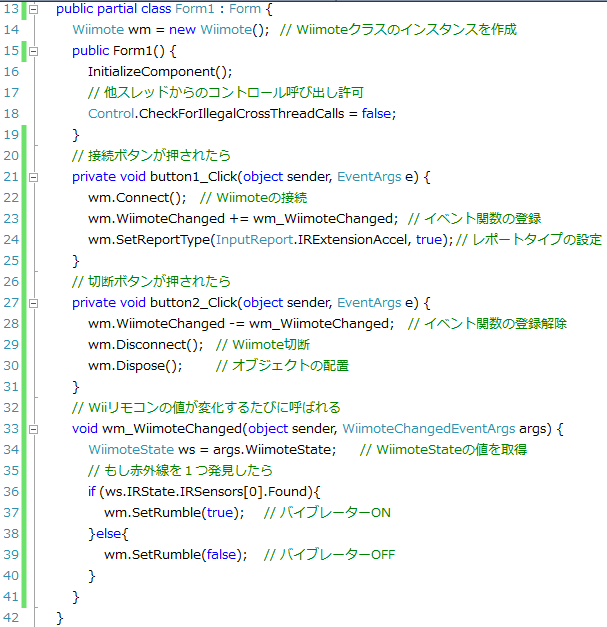 13 public partial class Form1 : Form {
14 Wiimote wm = new Wiimote(); // Wiimoteクラスのインスタンスを作成
15 public Form1() {
16 InitializeComponent();
17 // 他スレッドからのコントロール呼び出し許可
18 Control.CheckForIllegalCrossThreadCalls = false;
19 }
20 // 接続ボタンが押されたら
21 private void button1_Click(object sender, EventArgs e) {
22 wm.Connect(); // Wiimoteの接続
23 wm.WiimoteChanged += wm_WiimoteChanged; // イベント関数の登録
24 wm.SetReportType(InputReport.IRExtensionAccel, true); // レポートタイプの設定
25 }
26 // 切断ボタンが押されたら
27 private void button2_Click(object sender, EventArgs e) {
28 wm.WiimoteChanged -= wm_WiimoteChanged; // イベント関数の登録解除
29 wm.Disconnect(); // Wiimote切断
30 wm.Dispose(); // オブジェクトの配置
31 }
32 // Wiiリモコンの値が変化するたびに呼ばれる
33 void wm_WiimoteChanged(object sender, WiimoteChangedEventArgs args) {
34 WiimoteState ws = args.WiimoteState; // WiimoteStateの値を取得
35 // もし赤外線を１つ発見したら
36 if (ws.IRState.IRSensors[0].Found){
37 wm.SetRumble(true); // バイブレーターON
38 }else{
39 wm.SetRumble(false); // バイブレーターOFF
40 }
41 }
42 }